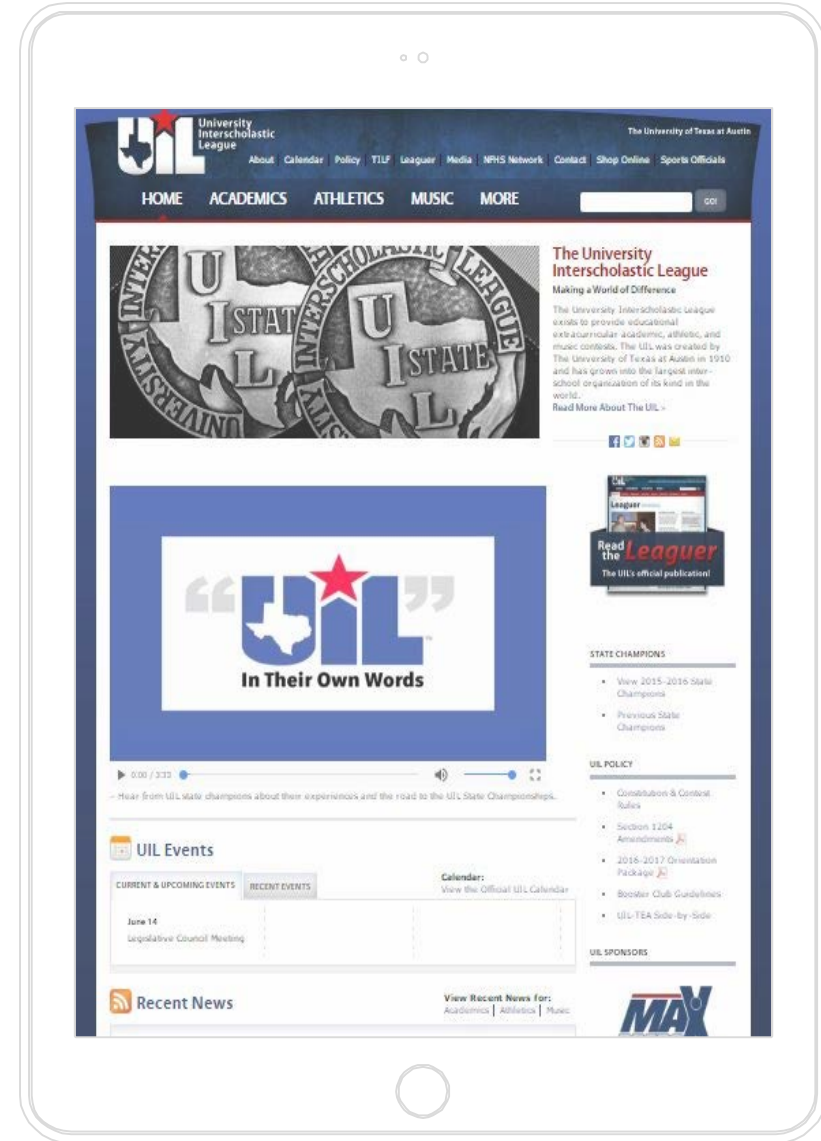 UIL
University
Interscholastic
League
The University of Texas at Austin
About Calendar Policy TILF Leaguer Media NFHS Network Contact Shop Online Sports Officials
HOME ACADEMICS ATHLETICS MUSIC MORE
GO!
UNIVERSITY INTERSCHOLASTIC LEAGUE
UIL STATE
The University
Interscholastic League
Making a World of Difference
The University Interscholastic League
exists to provide educational
extracurricular academic, athletic, and
music contests. The UIL was created by
The University of Texas at Austin in 1910
and has grown into the largest inter-
school organization of its kind in the
world.
Read More About The UIL »
UIL
Leaguer
Read
the Leaguer
The UIL's official publication!
“UIL”
In Their Own Words
0:00 / 3:33
- Hear from UIL state champions about their experiences and the road to the UIL State Championships.
STATE CHAMPIONS
• View 2015-2016 State
Champions
• Previous State
Champions
UIL POLICY
• Constitution & Contest
Rules
• Section 1204
Amendments
• 2016-2017 Orientation
Package
• Booster Club Guidelines
• UIL-TEA Side-by-Side
UIL SPONSORS
MAX
UIL Events
CURRENT & UPCOMING EVENTS RECENT EVENTS
Calendar:
View the Official UIL Calendar
June 14
Legislative Council Meeting
Recent News
View Recent News for:
Academics | Athletics | Music